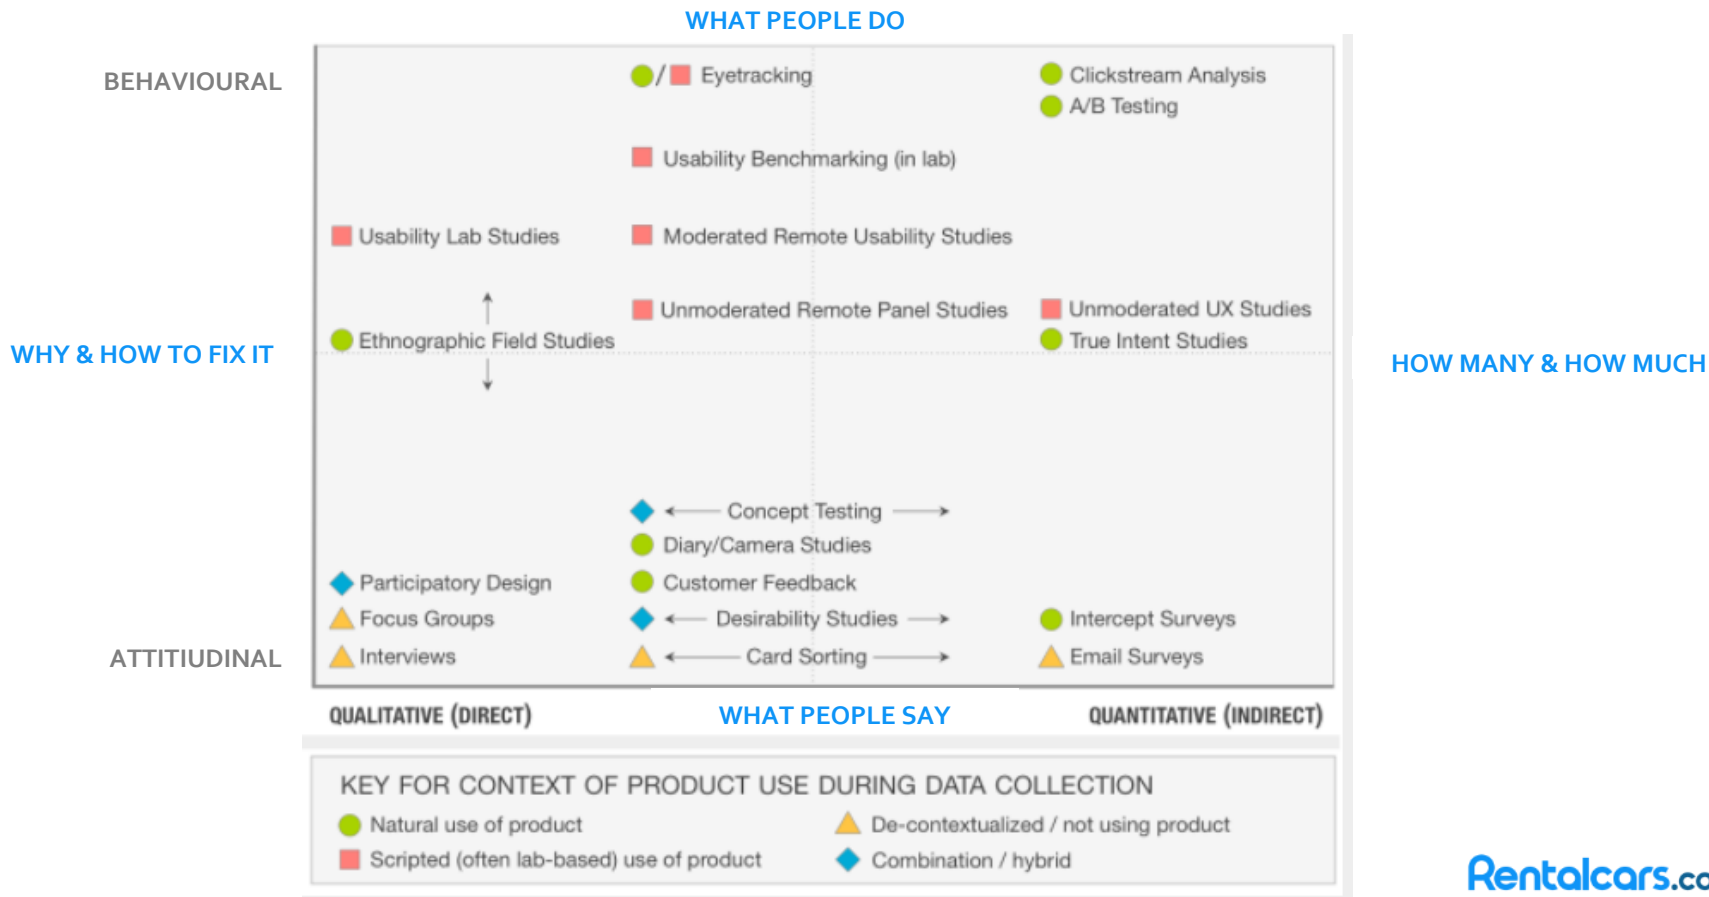 WHAT PEOPLE DO
BEHAVIOURAL
/ Eyetracking
Clickstream Analysis
A/B Testing
Usability Benchmarking (in lab)
Usability Lab Studies
Moderated Remote Usability Studies
Unmoderated Remote Panel Studies
Unmoderated UX Studies
Ethnographic Field Studies
True Intent Studies
WHY & HOW TO FIX IT
HOW MANY & HOW MUCH
Concept Testing
Diary/Camera Studies
Participatory Design
Customer Feedback
Focus Groups
Desirability Studies
Intercept Surveys
ATTITIUDINAL
Interviews
Card Sorting
Email Surveys
QUALITATIVE (DIRECT)
WHAT PEOPLE SAY
QUANTITATIVE (INDIRECT)
KEY FOR CONTEXT OF PRODUCT USE DURING DATA COLLECTION
Natural use of product
De-contextualized / not using product
Scripted (often lab-based) use of product
Combination / hybrid
Rentalcars.co